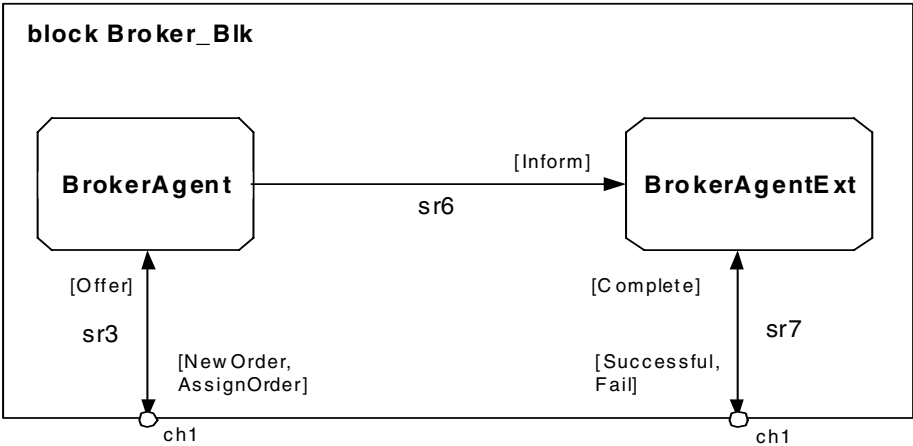 block Broker_Blk
[Inform]
BrokerAgent
BrokerAgentExt
sr6
[Offer]
[Complete]
sr3
sr7
[NewOrder,
AssignOrder]
[Successful,
Fail]
ch1
ch1